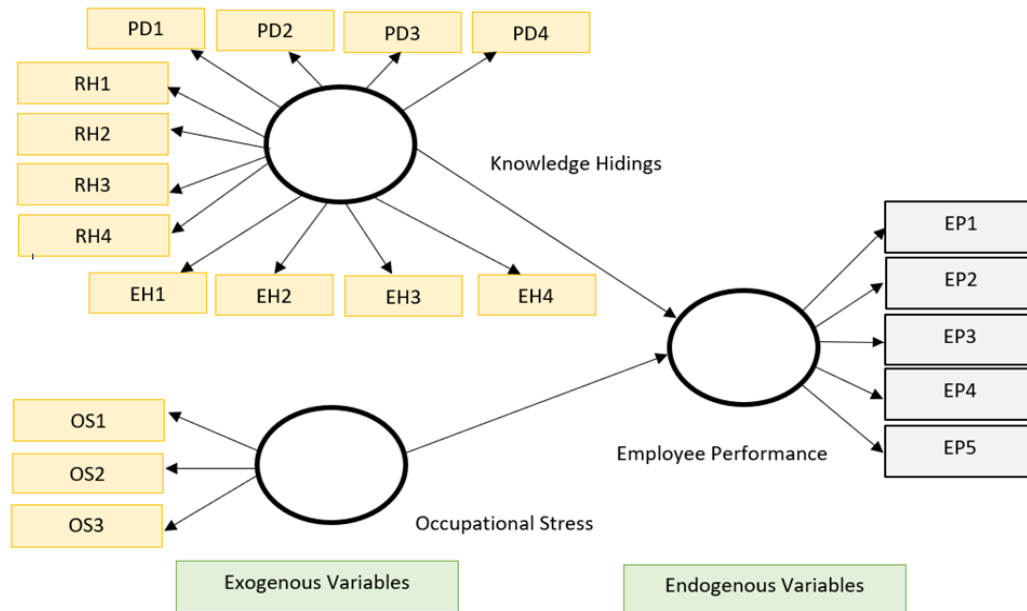 PD1
PD2
PD3
PD4
RH1
RH2
RH3
RH4
EH1
EH2
EH3
EH4
Knowledge Hidings
EP1
EP2
EP3
EP4
EP5
Employee Performance
OS1
OS2
OS3
Occupational Stress
Exogenous Variables
Endogenous Variables